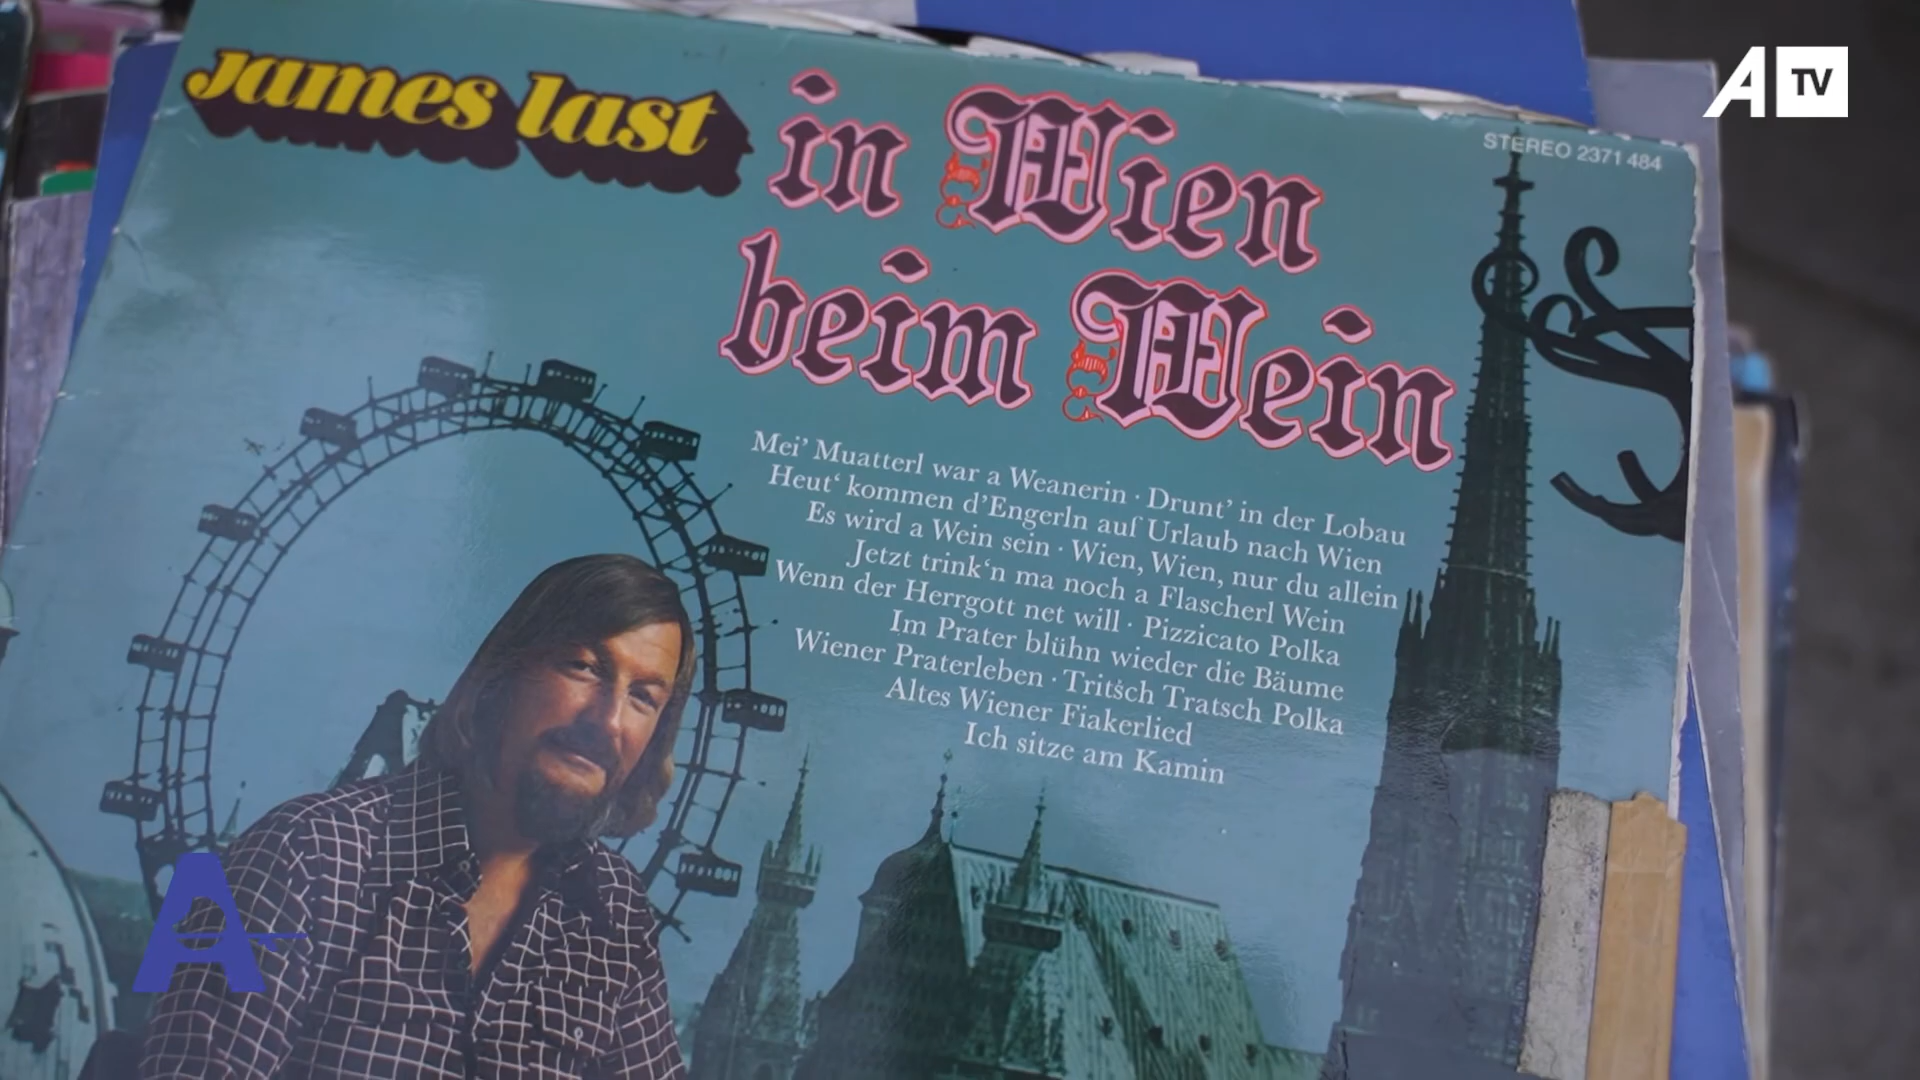 james last in Wien
beim Wein
STEREO 2371 484
Mei’ Muatterl war a Weanerin · Drunt’ in der Lobau
Heut‘ kommen d’Engerln auf Urlaub nach Wien
Es wird a Wein sein · Wien, Wien, nur du allein
Jetzt trink‘n ma noch a Flascherl Wein
Wenn der Herrgott net will · Pizzicato Polka
Im Prater blühn wieder die Bäume
Wiener Praterleben · Tritsch Tratsch Polka
Altes Wiener Fiakerlied
Ich sitze am Kamin
A TV
A